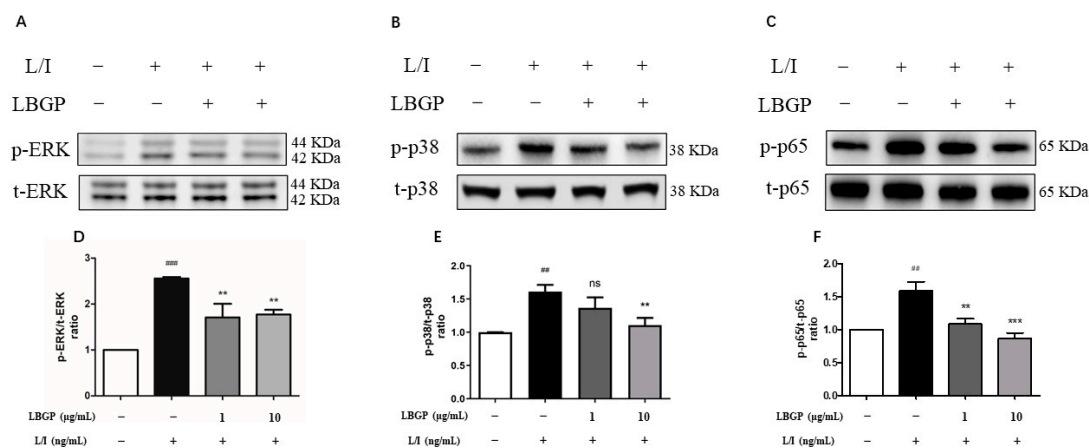 A
L/I – + + +
LBGP – – + +
p-ERK 44 KDa
42 KDa
t-ERK 44 KDa
42 KDa
B
L/I – + + +
LBGP – – + +
p-p38 38 KDa
t-p38 38 KDa
C
L/I – + + +
LBGP – – + +
p-p65 65 KDa
t-p65 65 KDa
D
p-ERK/t-ERK
ratio
3
2
1
0
###
**
**
LBGP (μg/mL) – – 1 10
L/I (ng/mL) – + + +
E
p-p38/t-p38
ratio
2.0
1.5
1.0
0.5
0.0
##
ns
**
LBGP (μg/mL) – – 1 10
L/I (ng/mL) – + + +
F
p-p65/t-p65
ratio
2.0
1.5
1.0
0.5
0.0
##
**
***
LBGP (μg/mL) – – 1 10
L/I (ng/mL) – + + +